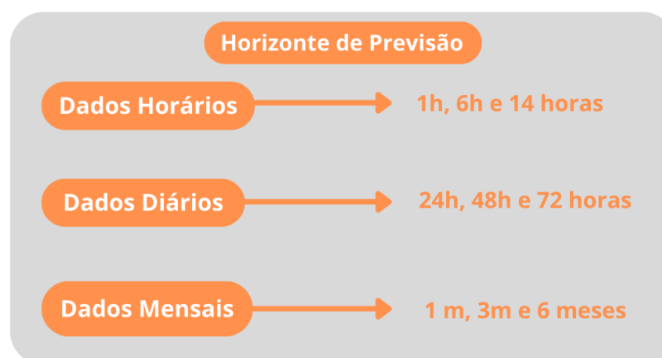 Horizonte de Previsão
Dados Horários
1h, 6h e 14 horas
Dados Diários
24h, 48h e 72 horas
Dados Mensais
1 m, 3m e 6 meses